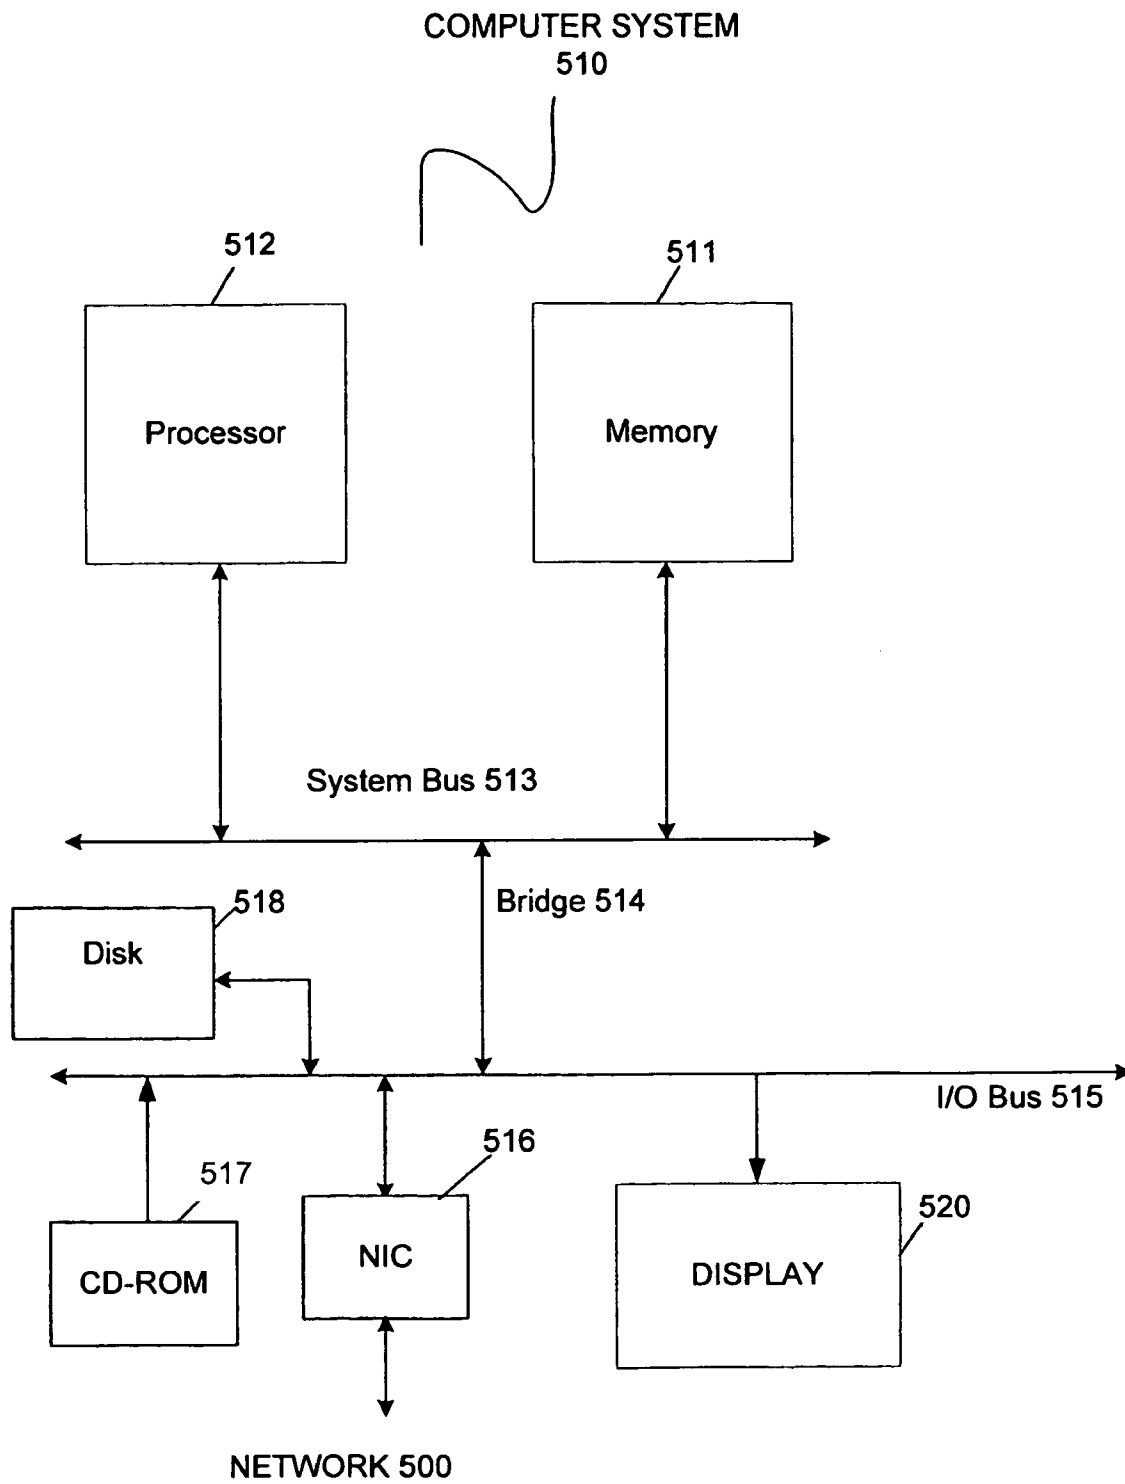 COMPUTER SYSTEM
510
512
511
Processor
Memory
System Bus 513
518
Bridge 514
Disk
I/O Bus 515
516
517
520
NIC
CD-ROM
DISPLAY
NETWORK 500